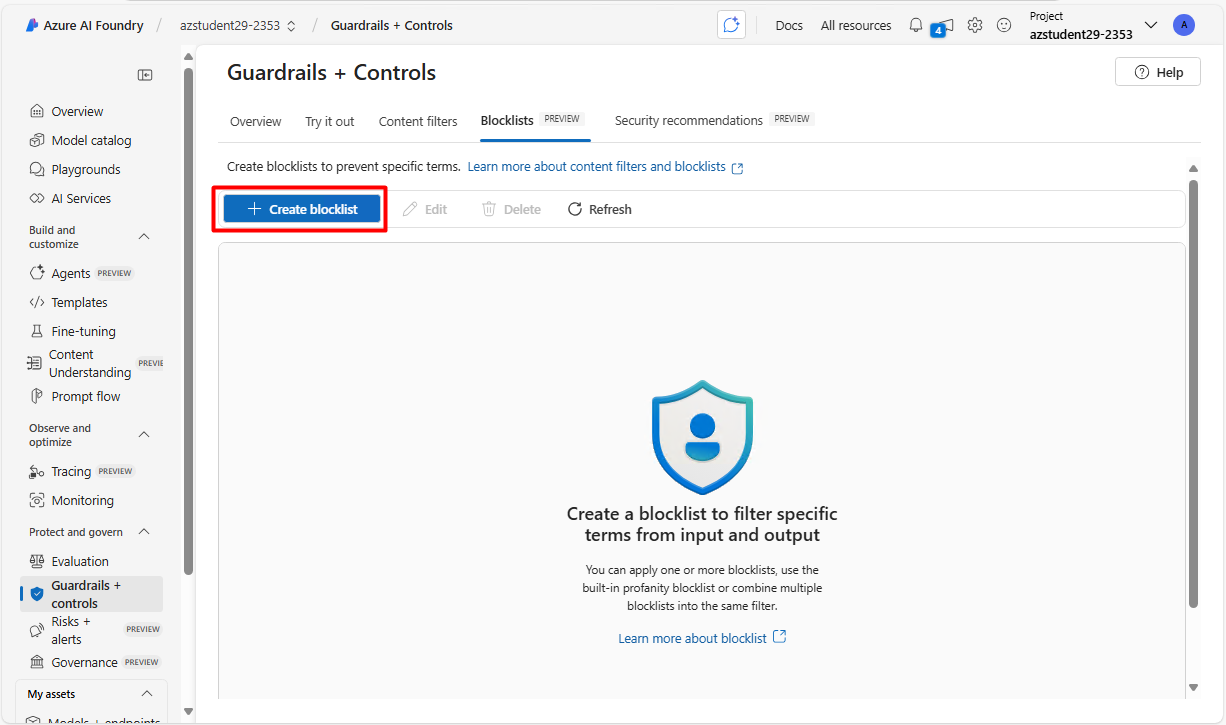 Azure AI Foundry / azstudent29-2353 / Guardrails + Controls
Docs All resources 4 Project
azstudent29-2353 A
Overview
Model catalog
Playgrounds
AI Services
Build and
customize
Agents PREVIEW
Templates
Fine-tuning
Content
Understanding PREVIE
Prompt flow
Observe and
optimize
Tracing PREVIEW
Monitoring
Protect and govern
Evaluation
Guardrails +
controls
Risks +
alerts PREVIEW
Governance PREVIEW
My assets
Models + endpoints
Guardrails + Controls
Help
Overview Try it out Content filters Blocklists PREVIEW Security recommendations PREVIEW
Create blocklists to prevent specific terms. Learn more about content filters and blocklists
+ Create blocklist Edit Delete Refresh
Create a blocklist to filter specific
terms from input and output
You can apply one or more blocklists, use the
built-in profanity blocklist or combine multiple
blocklists into the same filter.
Learn more about blocklist